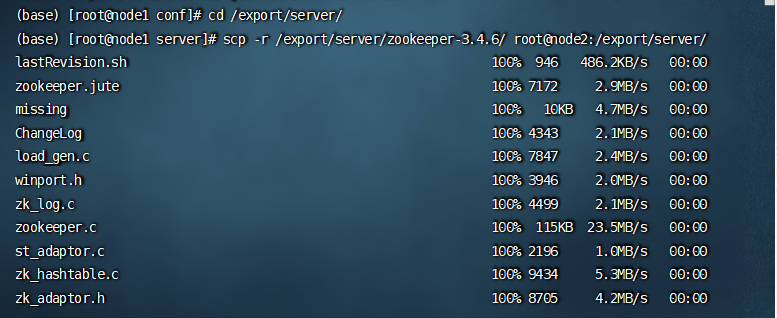 (base) [root@node1 conf]# cd /export/server/
(base) [root@node1 server]# scp -r /export/server/zookeeper-3.4.6/ root@node2:/export/server/
lastRevision.sh 100% 946 486.2KB/s 00:00
zookeeper.jute 100% 7172 2.9MB/s 00:00
missing 100% 10KB 4.7MB/s 00:00
ChangeLog 100% 4343 2.1MB/s 00:00
load_gen.c 100% 7847 2.4MB/s 00:00
winport.h 100% 3946 2.0MB/s 00:00
zk_log.c 100% 4499 2.1MB/s 00:00
zookeeper.c 100% 115KB 23.5MB/s 00:00
st_adaptor.c 100% 2196 1.0MB/s 00:00
zk_hashtable.c 100% 9434 5.3MB/s 00:00
zk_adaptor.h 100% 8705 4.2MB/s 00:00